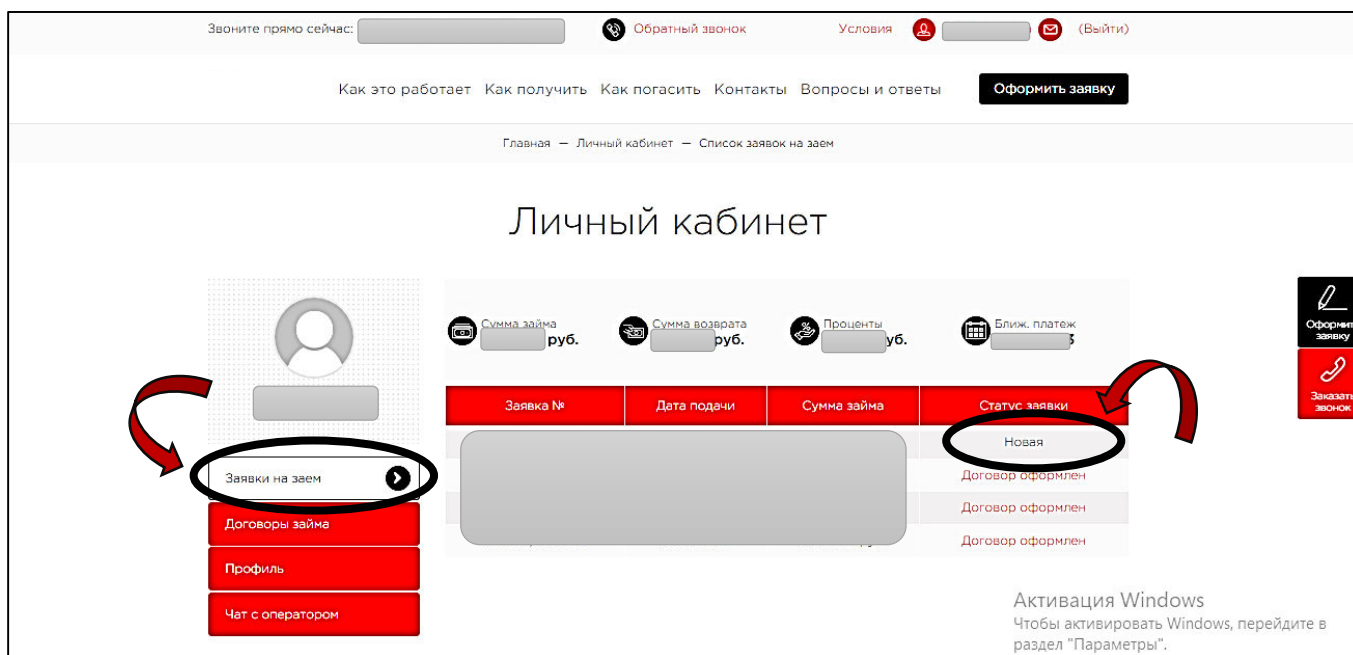 Звоните прямо сейчас:
Обратный звонок
Условия
(Выйти)
Как это работает Как получить Как погасить Контакты Вопросы и ответы
Оформить заявку
Главная — Личный кабинет — Список заявок на заем
Личный кабинет
Сумма займа
руб.
Сумма возврата
руб.
Проценты
уб.
Ближ. платеж
3
Оформить
заявку
Заказать
звонок
Заявка № Дата подачи Сумма займа Статус заявки
Новая
Договор оформлен
Договор оформлен
Договор оформлен
Заявки на заем
Договоры займа
Профиль
Чат с оператором
Активация Windows
Чтобы активировать Windows, перейдите в
раздел "Параметры".